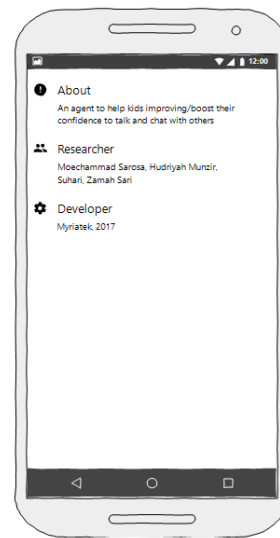 12:00
About
An agent to help kids improving/boost their
confidence to talk and chat with others
Researcher
Moechammad Sarosa, Hudriyah Munzir,
Suhari, Zamah Sari
Developer
Myriatek, 2017